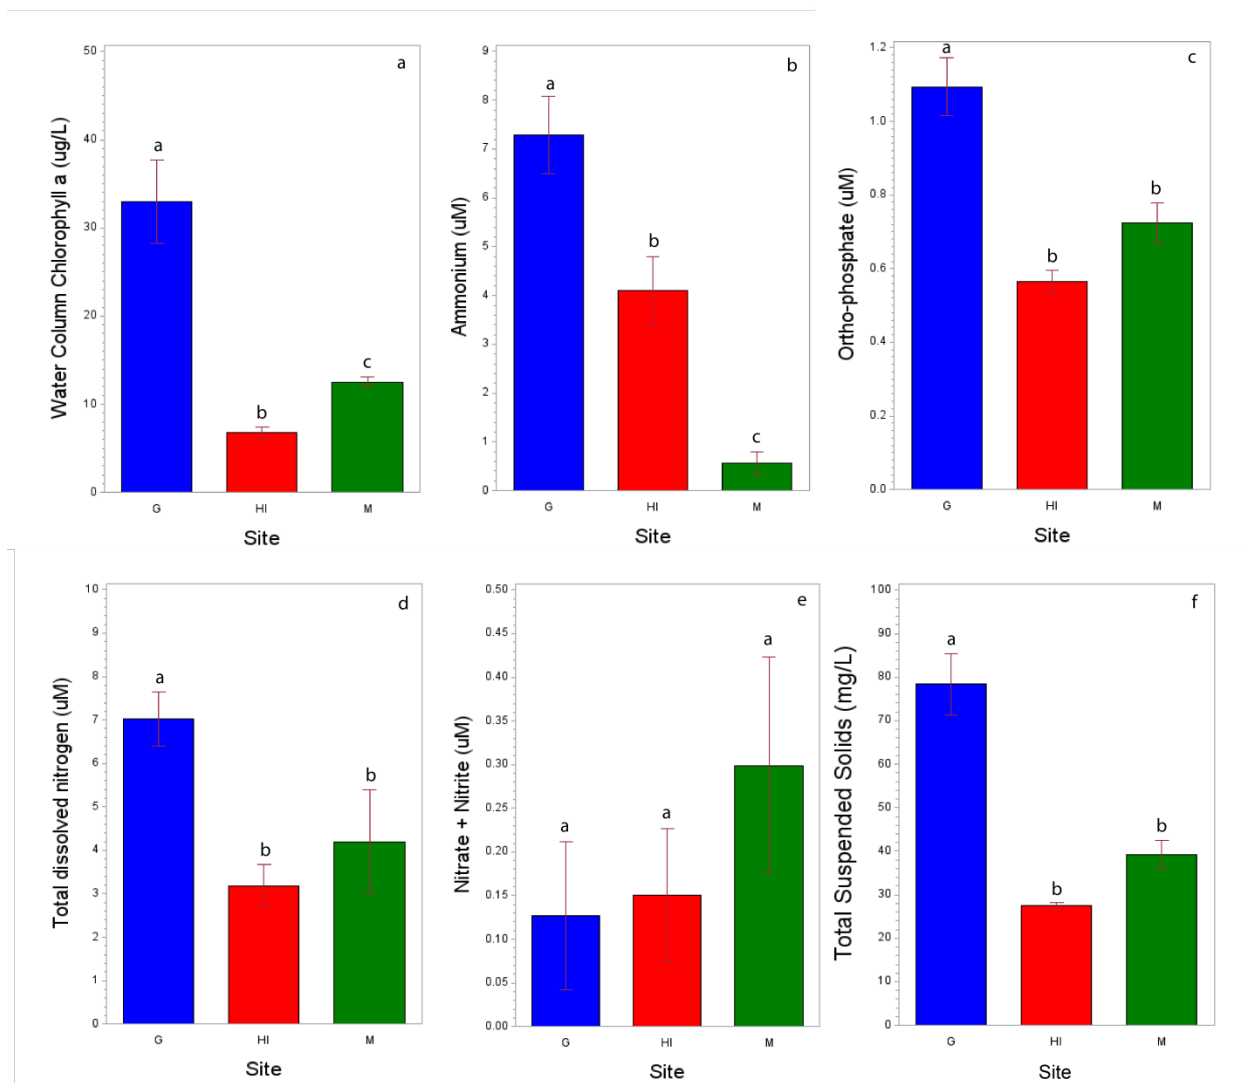 a
Water Column Chlorophyll a (ug/L)
50
40
30
20
10
0
a
b
c
G HI M
Site
b
Ammonium (uM)
9
8
7
6
5
4
3
2
1
0
a
b
c
G HI M
Site
c
Ortho-phosphate (uM)
1.2
1.0
0.8
0.6
0.4
0.2
0.0
a
b
b
G HI M
Site
d
Total dissolved nitrogen (uM)
10
9
8
7
6
5
4
3
2
1
0
a
b
b
G HI M
Site
e
Nitrate + Nitrite (uM)
0.50
0.45
0.40
0.35
0.30
0.25
0.20
0.15
0.10
0.05
0.00
a
a
a
G HI M
Site
f
Total Suspended Solids (mg/L)
100
90
80
70
60
50
40
30
20
10
0
a
b
b
G HI M
Site